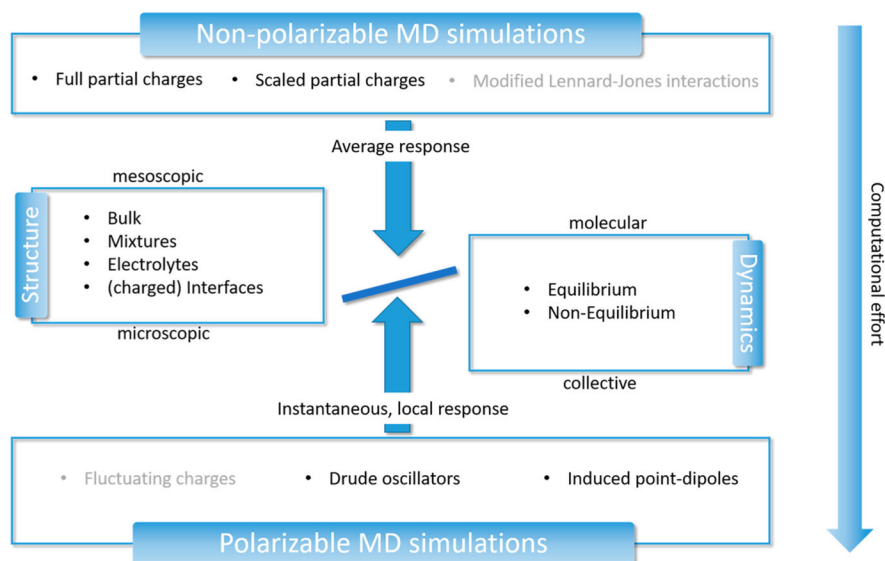 Non-polarizable MD simulations
• Full partial charges • Scaled partial charges • Modified Lennard-Jones interactions
Average response
mesoscopic
Structure
• Bulk
• Mixtures
• Electrolytes
• (charged) Interfaces
microscopic
molecular
• Equilibrium
• Non-Equilibrium
Dynamics
collective
Computational effort
Instantaneous, local response
• Fluctuating charges • Drude oscillators • Induced point-dipoles
Polarizable MD simulations